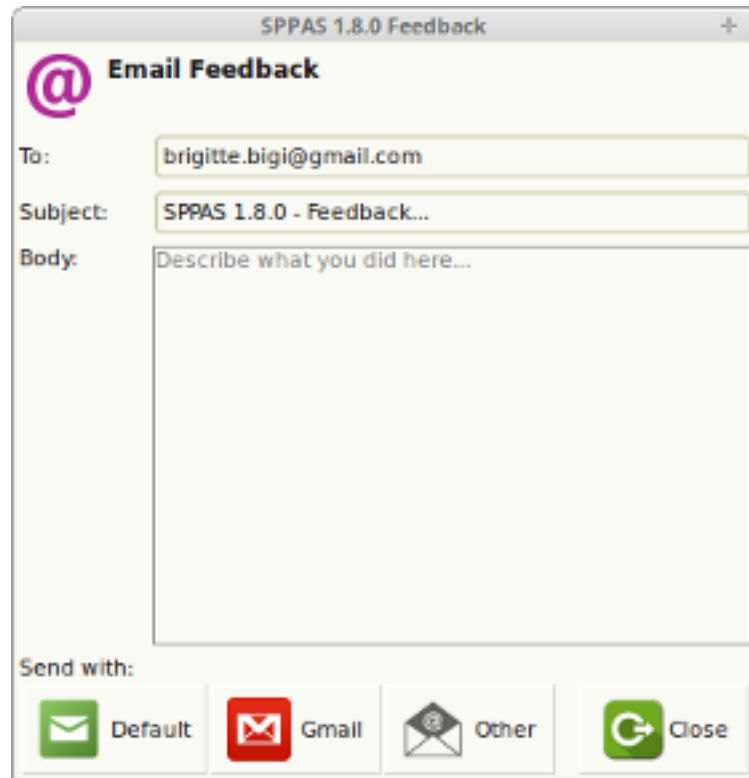 SPPAS 1.8.0 Feedback
@ Email Feedback
To: brigitte.bigi@gmail.com
Subject: SPPAS 1.8.0 - Feedback...
Body: Describe what you did here...
Send with:
Default Gmail Other Close